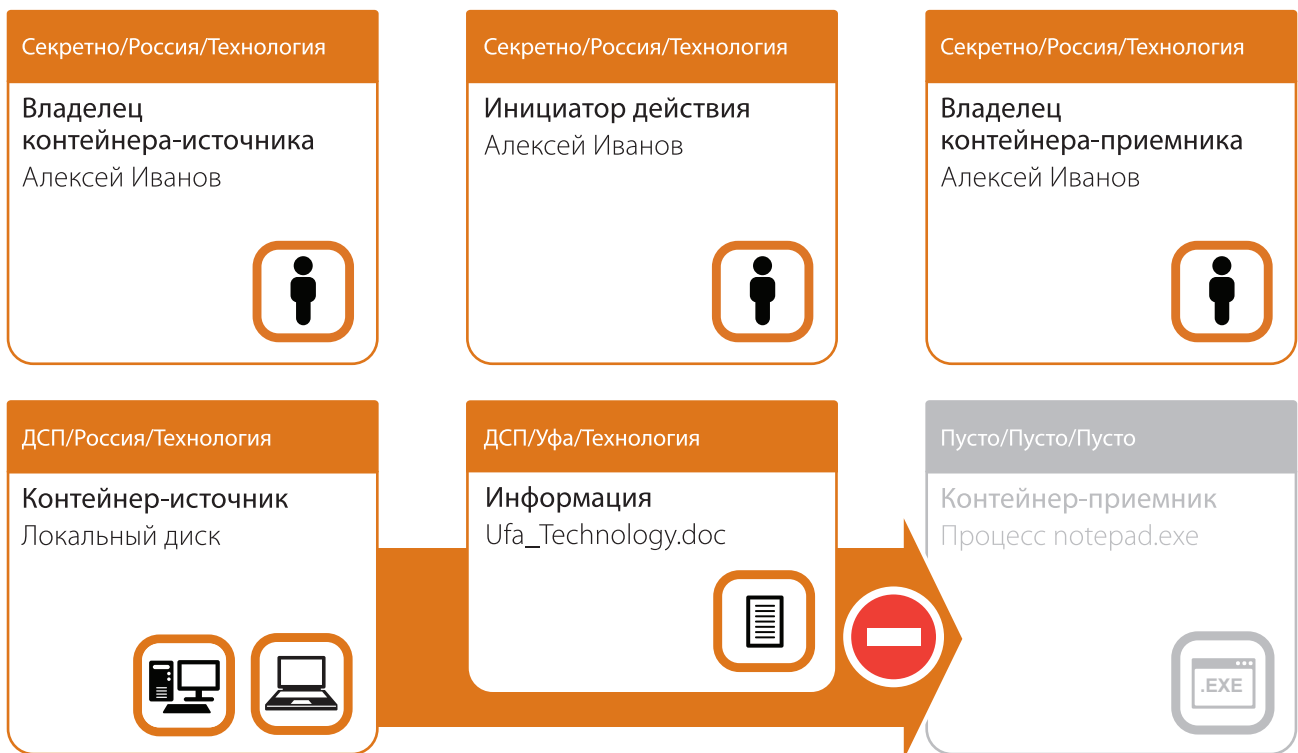 Секретно/Россия/Технология
Владелец
контейнера-источника
Алексей Иванов
Секретно/Россия/Технология
Инициатор действия
Алексей Иванов
Секретно/Россия/Технология
Владелец
контейнера-приемника
Алексей Иванов
ДСП/Россия/Технология
Контейнер-источник
Локальный диск
ДСП/Уфа/Технология
Информация
Ufa_Technology.doc
Пусто/Пусто/Пусто
Контейнер-приемник
Процесс notepad.exe
.EXE